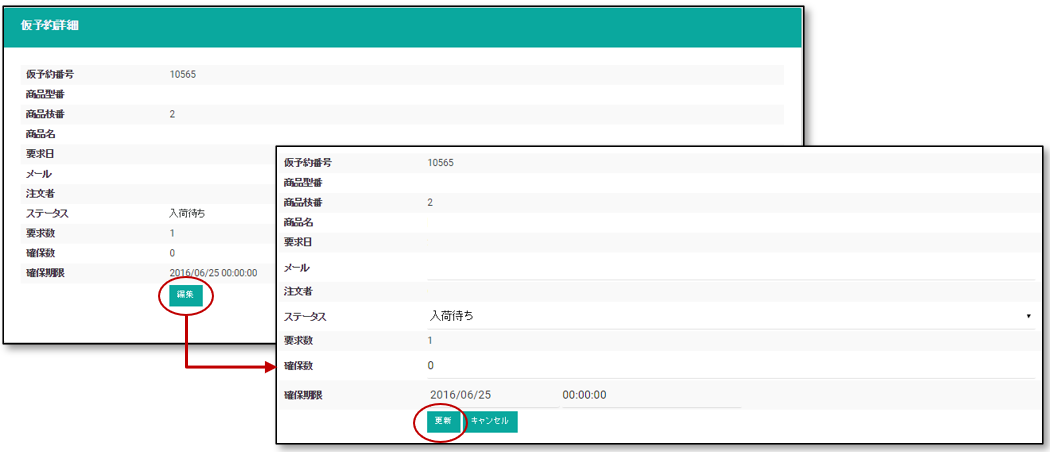 仮予約詳細
仮予約番号 10565
商品型番
商品枝番 2
商品名
要求日
メール
注文者
ステータス 入荷待ち
要求数 1
確保数 0
確保期限 2016/06/25 00:00:00
編集
仮予約番号 10565
商品型番
商品枝番 2
商品名
要求日
メール
注文者
ステータス 入荷待ち
要求数 1
確保数 0
確保期限 2016/06/25 00:00:00
更新 キャンセル